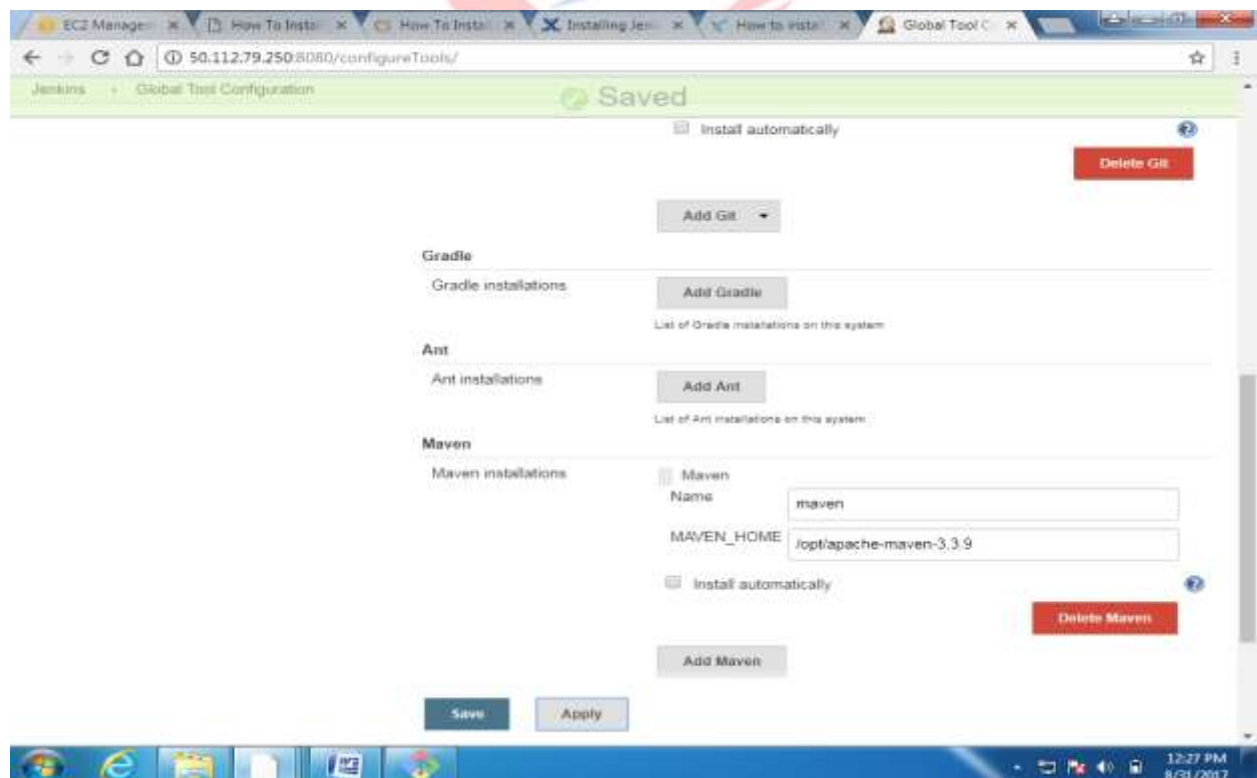 EC2 Manage
How To Insta
How To Instal
Installing Jen
How to insta
Global Tool C
50.112.79.250:8080/configureTools/
Jenkins
Global Tool Configuration
Saved
Install automatically
Delete Git
Add Git
Gradle
Gradle installations
Add Gradle
List of Gradle installations on this system
Ant
Ant installations
Add Ant
List of Ant installations on this system
Maven
Maven installations
Maven
Name
maven
MAVEN_HOME
/opt/apache-maven-3.3.9
Install automatically
Delete Maven
Add Maven
Save
Apply
12:27 PM
8/31/2017